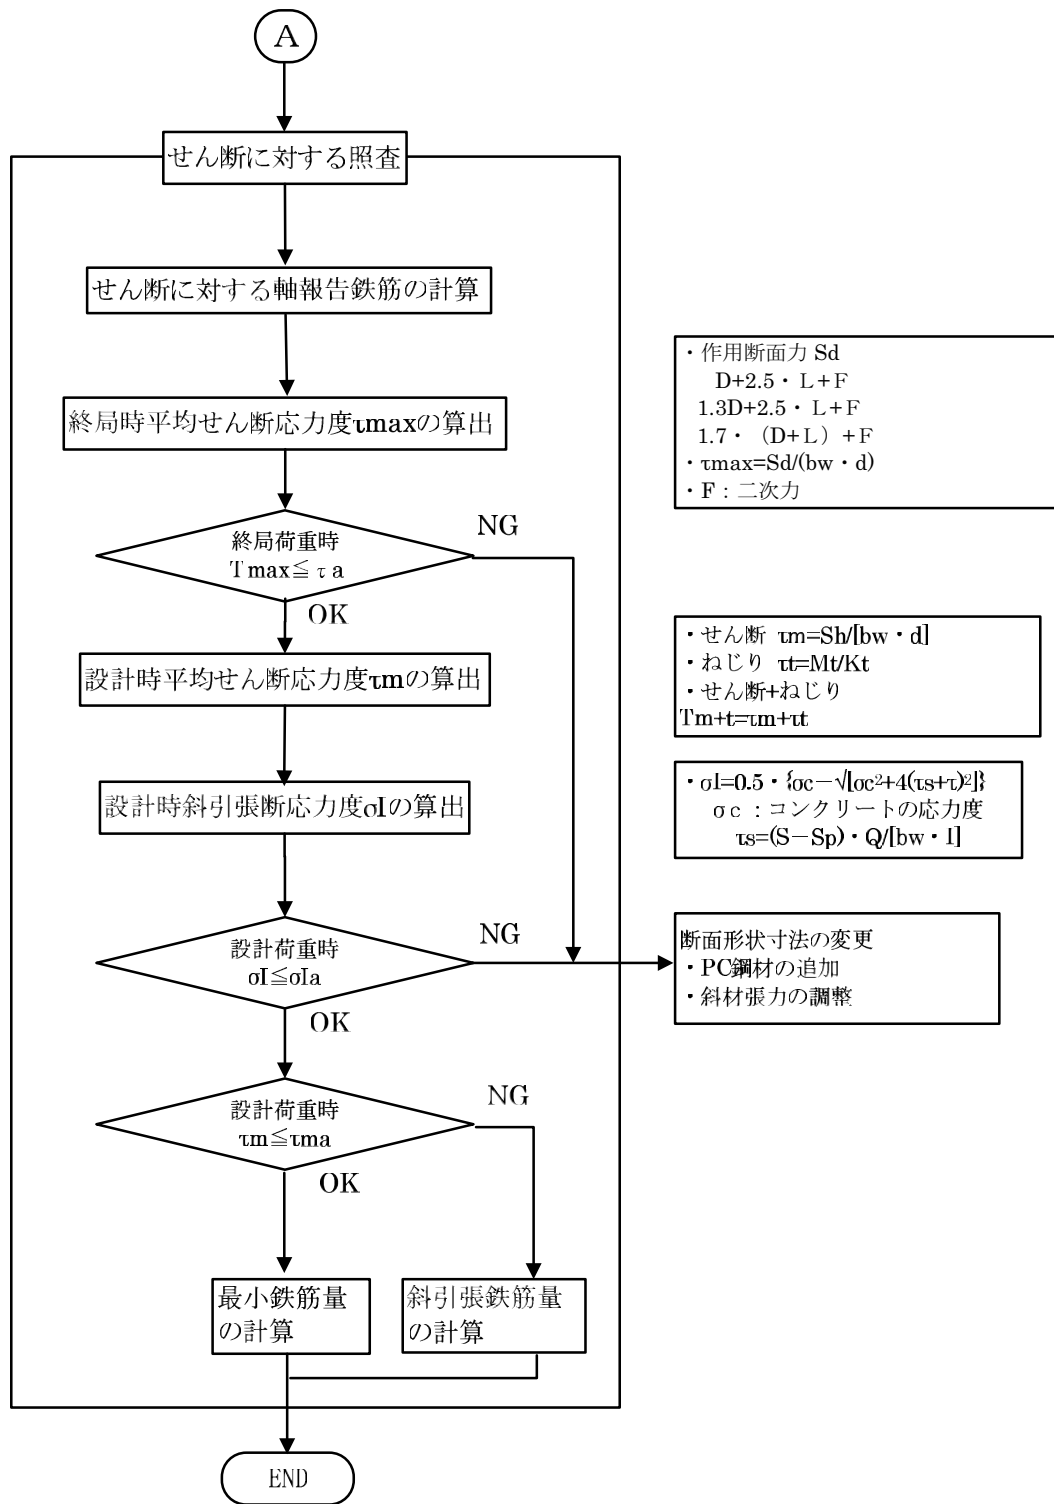 A
せん断に対する照査
せん断に対する軸報告鉄筋の計算
終局時平均せん断応力度τmaxの算出
・作用断面力 Sd
D+2.5・L+F
1.3D+2.5・L+F
1.7・（D+L）+F
・τmax=Sd/(bw・d)
・F：二次力
終局荷重時
Tmax≦τa
NG
OK
設計時平均せん断応力度τmの算出
・せん断 τm=Sh/[bw・d]
・ねじり τt=Mt/Kt
・せん断+ねじり
Tm+t=τm+τt
設計時斜引張断応力度σIの算出
・σI=0.5・{σc−√[σc²+4(τs+τ)²]}
σc：コンクリートの応力度
τs=(S−Sp)・Q/[bw・I]
設計荷重時
σI≦σIa
NG
OK
断面形状寸法の変更
・PC鋼材の追加
・斜材張力の調整
設計荷重時
τm≦τma
NG
OK
最小鉄筋量
の計算
斜引張鉄筋量
の計算
END